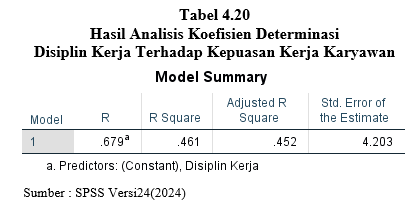 Tabel 4.20
Hasil Analisis Koefisien Determinasi
Disiplin Kerja Terhadap Kepuasan Kerja Karyawan
Model Summary
Model R R Square Adjusted R Square Std. Error of the Estimate
1 .679a .461 .452 4.203
a. Predictors: (Constant), Disiplin Kerja
Sumber : SPSS Versi24(2024)